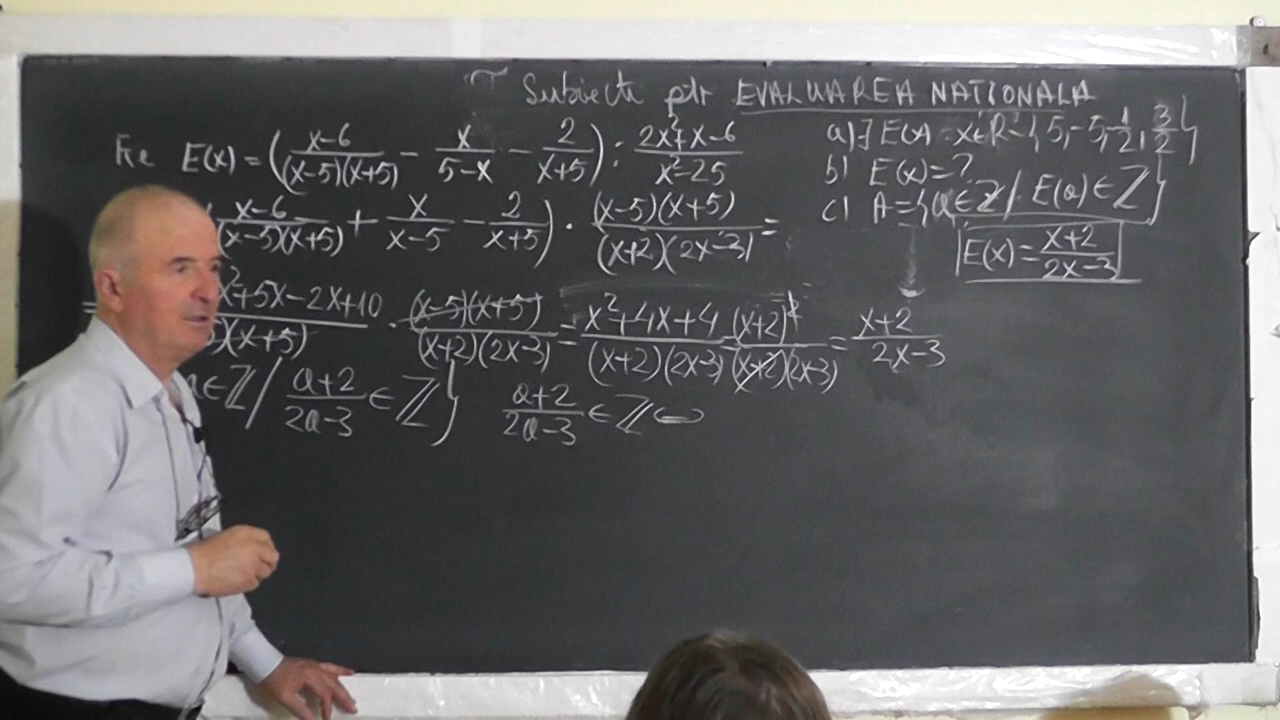 Subiecte ptr EVALUAREA NATIONALA
Fie E(x) = ( (x-6)/((x-5)(x+5)) - x/(5-x) - 2/(x+5) ) : (2x²+x-6)/(x²-25)
a) ∃ E(x) x∈R-{5,-5,-1/2,3/2}
b) E(x)=?
c) A={a∈Z/ E(a)∈Z}
( (x-6)/((x-5)(x+5)) + x/(x-5) - 2/(x+5) ) · ((x-5)(x+5))/((x+2)(2x-3)) =
E(x)= (x+2)/(2x-3)
= x²+5x-2x+10 / )(x+5) · ((x-5)(x+5))/((x+2)(2x-3)) = (x²+4x+4)/((x+2)(2x-3)) = (x+2)²/((x+2)(2x-3)) = (x+2)/(2x-3)
a∈Z/ (a+2)/(2a-3) ∈Z} (a+2)/(2a-3) ∈Z